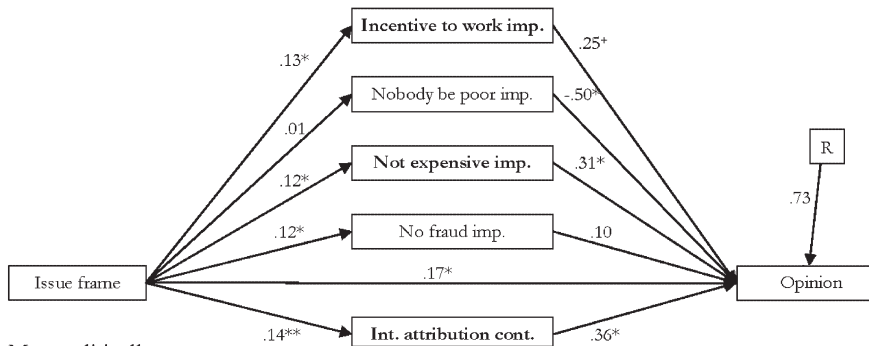 Incentive to work imp.
.13*
.25+
Nobody be poor imp.
-.50*
.01
Not expensive imp.
.31*
R
.12*
.73
No fraud imp.
.10
.12*
Issue frame
.17*
Opinion
.14**
Int. attribution cont.
.36*